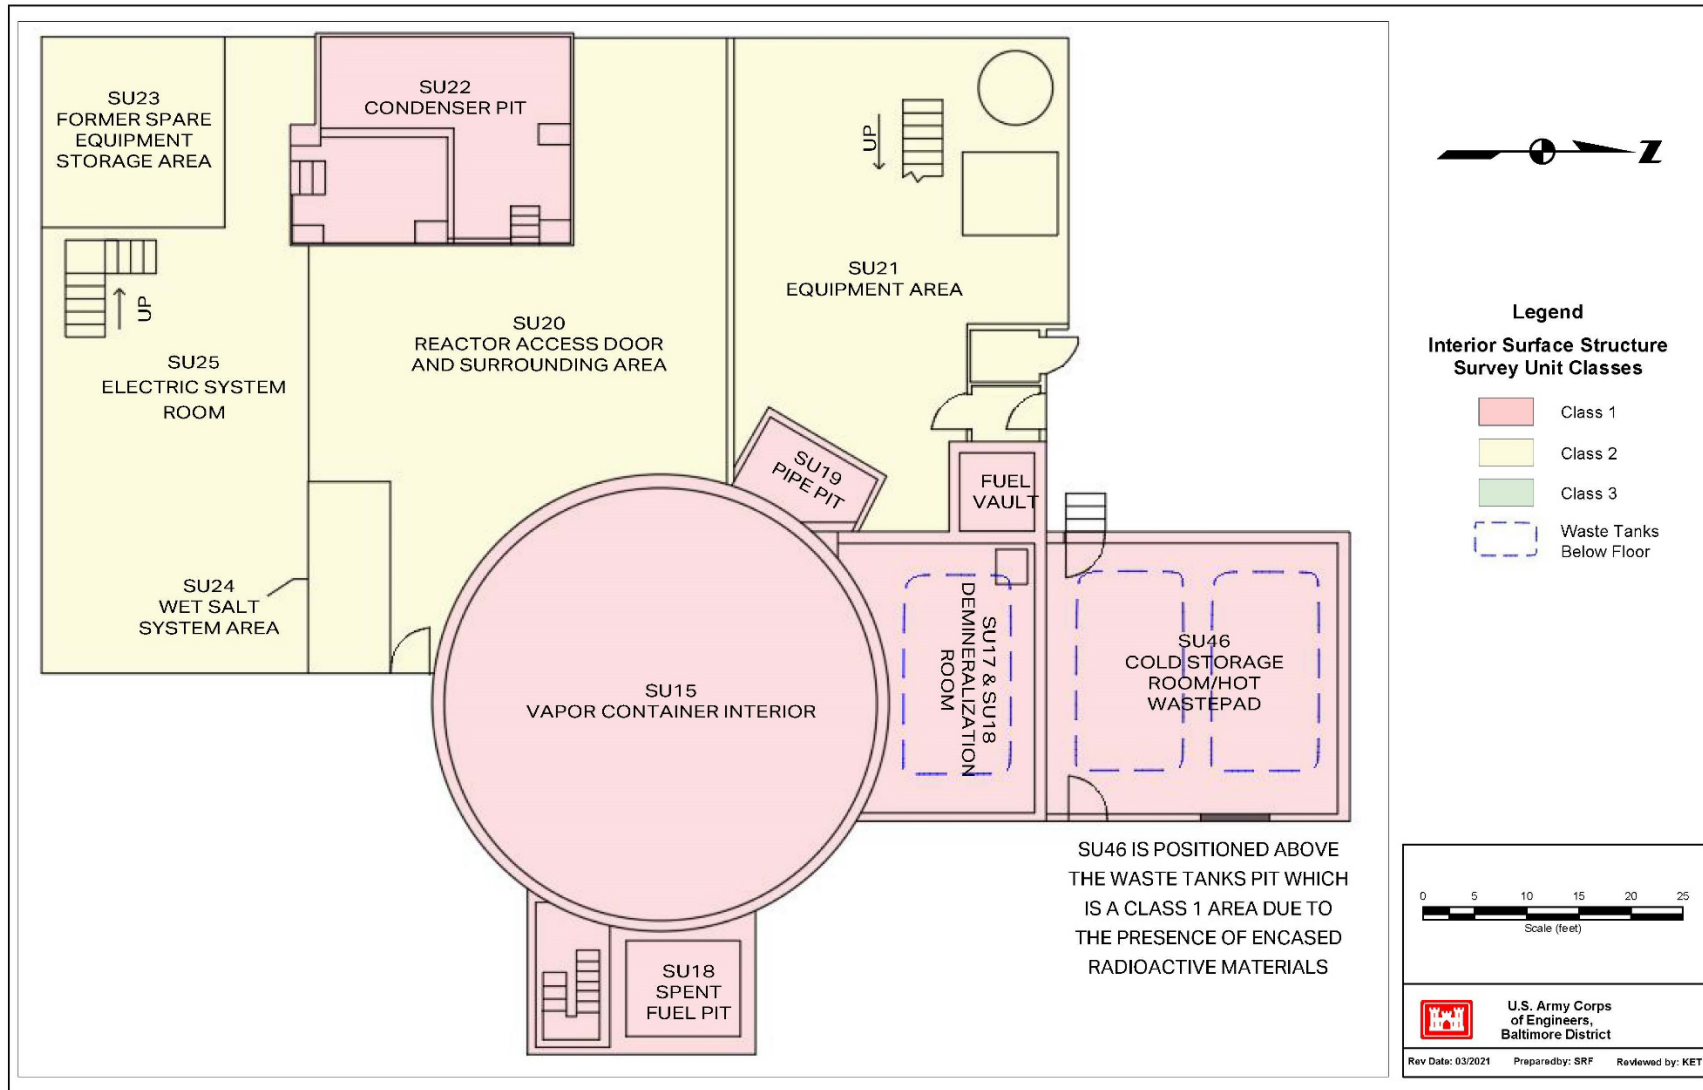 SU23
FORMER SPARE
EQUIPMENT
STORAGE AREA
SU22
CONDENSER PIT
UP
SU21
EQUIPMENT AREA
UP
SU20
REACTOR ACCESS DOOR
AND SURROUNDING AREA
SU25
ELECTRIC SYSTEM
ROOM
SU19
PIPE PIT
FUEL
VAULT
SU24
WET SALT
SYSTEM AREA
SU15
VAPOR CONTAINER INTERIOR
SU17 & SU18
DEMINERALIZATION
ROOM
SU46
COLD STORAGE
ROOM/HOT
WASTEPAD
SU46 IS POSITIONED ABOVE
THE WASTE TANKS PIT WHICH
IS A CLASS 1 AREA DUE TO
THE PRESENCE OF ENCASED
RADIOACTIVE MATERIALS
SU18
SPENT
FUEL PIT
N
Legend
Interior Surface Structure
Survey Unit Classes
Class 1
Class 2
Class 3
Waste Tanks
Below Floor
0 5 10 15 20 25
Scale (feet)
U.S. Army Corps
of Engineers,
Baltimore District
Rev Date: 03/2021 Preparedby: SRF Reviewed by: KET